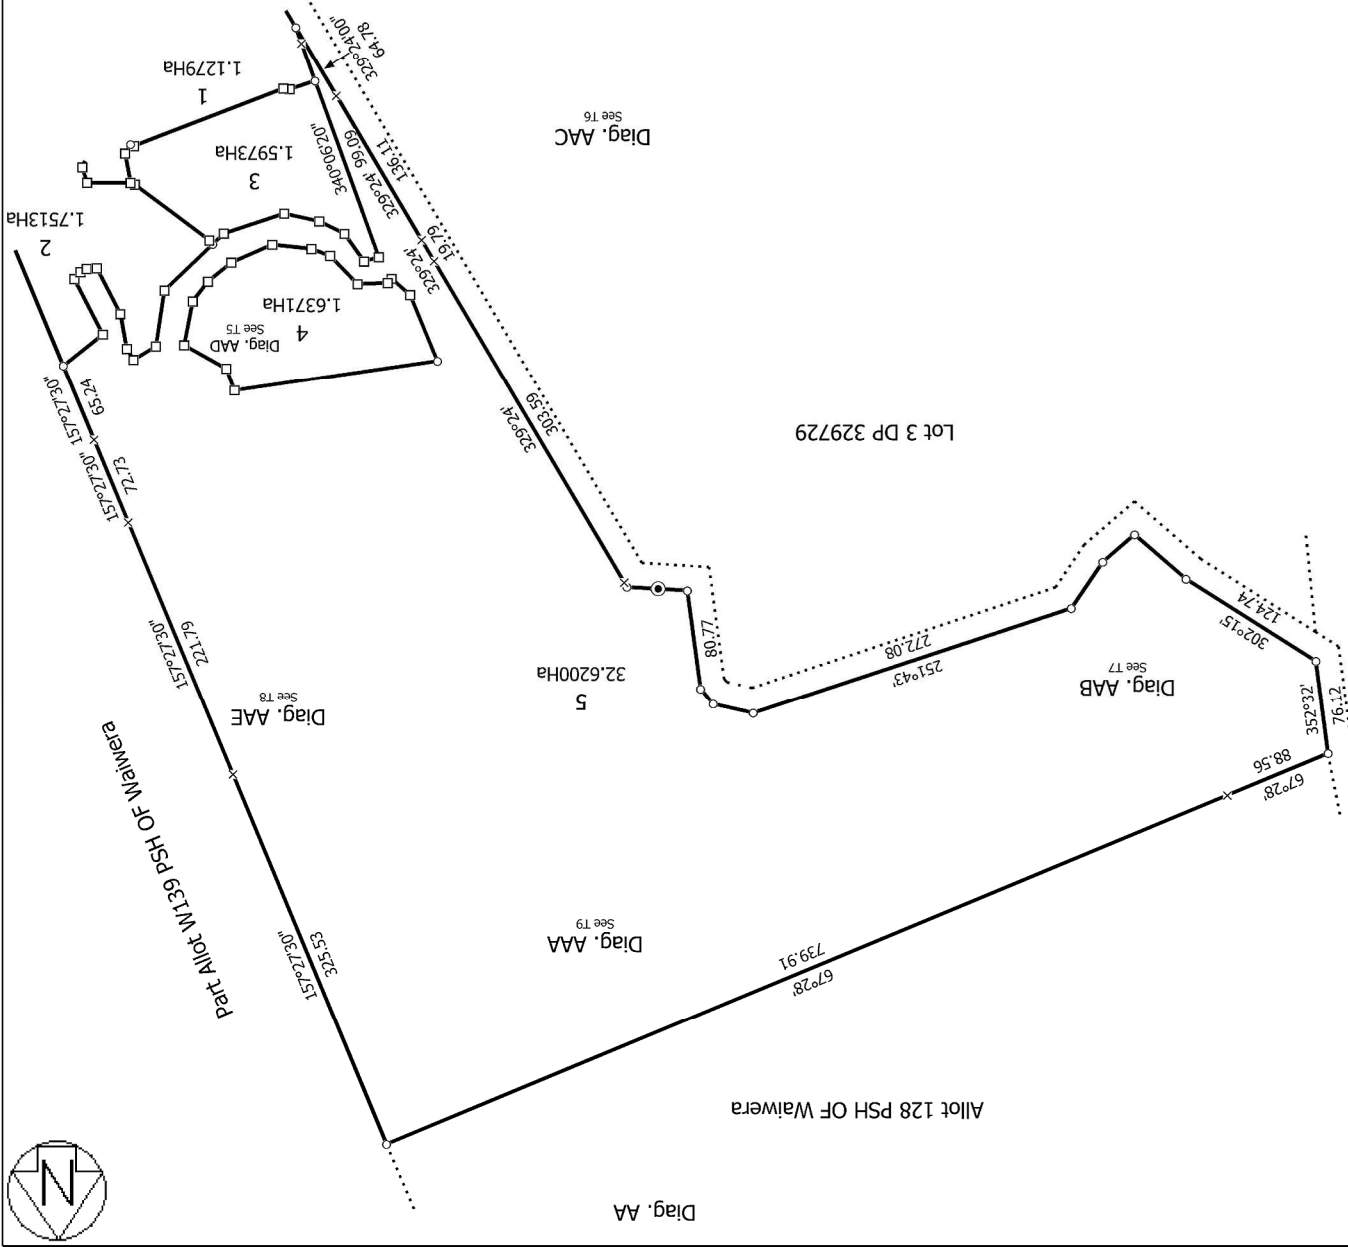 Diag. AA
N
Allot 128 PSH OF Waiwera
67°28'
739.91
67°28'
88.56
352°32'
76.12
302°15'
124.74
Diag. AAB
See T7
251°43'
272.08
80.77
5
32.6200Ha
Diag. AAA
See T9
Diag. AAE
See T8
Part Allot W139 PSH OF Waiwera
157°27'30"
325.53
157°27'30"
221.79
157°27'30"
72.73
157°27'30"
65.24
Lot 3 DP 329729
329°24'
303.59
329°24'
19.79
329°24'
99.09
136.11
340°06'20"
329°24'00"
64.78
Diag. AAC
See T6
4
1.6371Ha
Diag. AAD
See T5
2
1.7513Ha
3
1.5973Ha
1
1.1279Ha